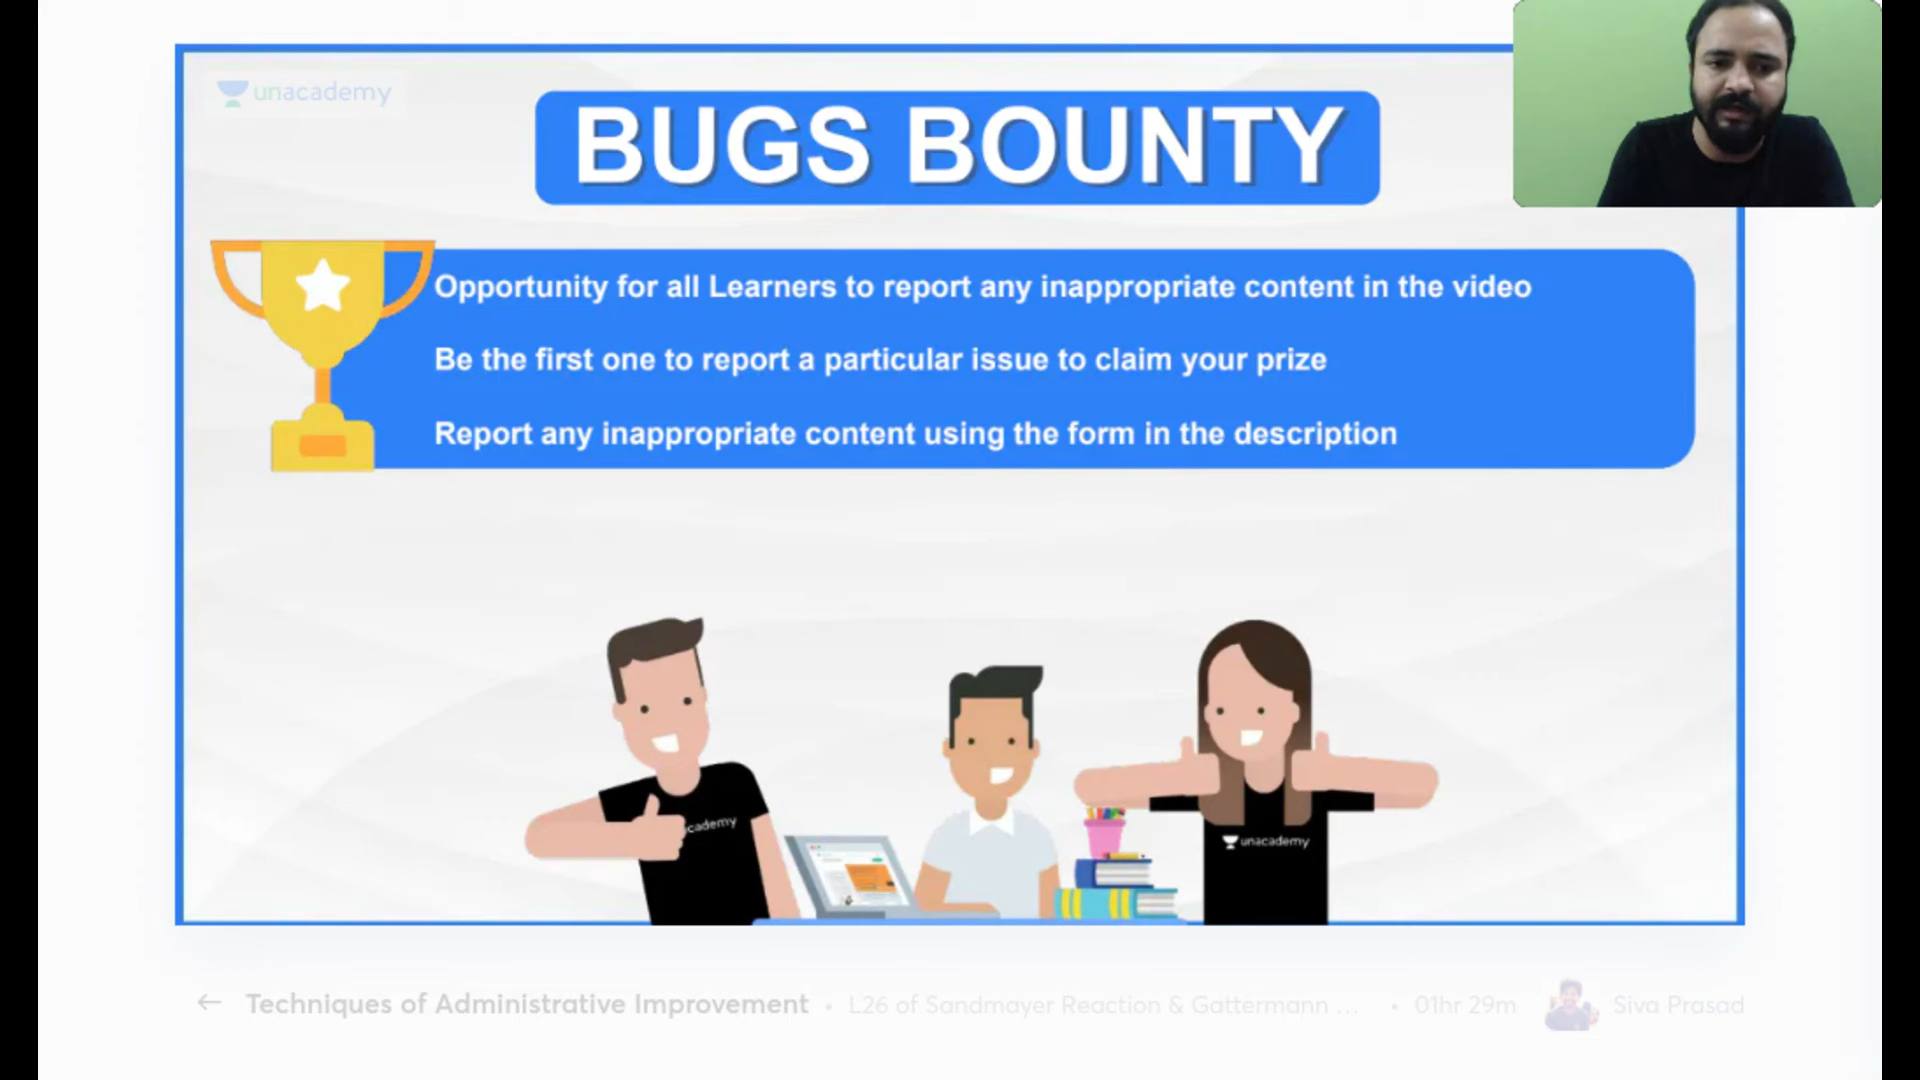 unacademy
BUGS BOUNTY
Opportunity for all Learners to report any inappropriate content in the video
Be the first one to report a particular issue to claim your prize
Report any inappropriate content using the form in the description
cademy
unacademy
Techniques of Administrative Improvement • L26 of Sandmayer Reaction & Gattermann ... • 01hr 29m Siva Prasad